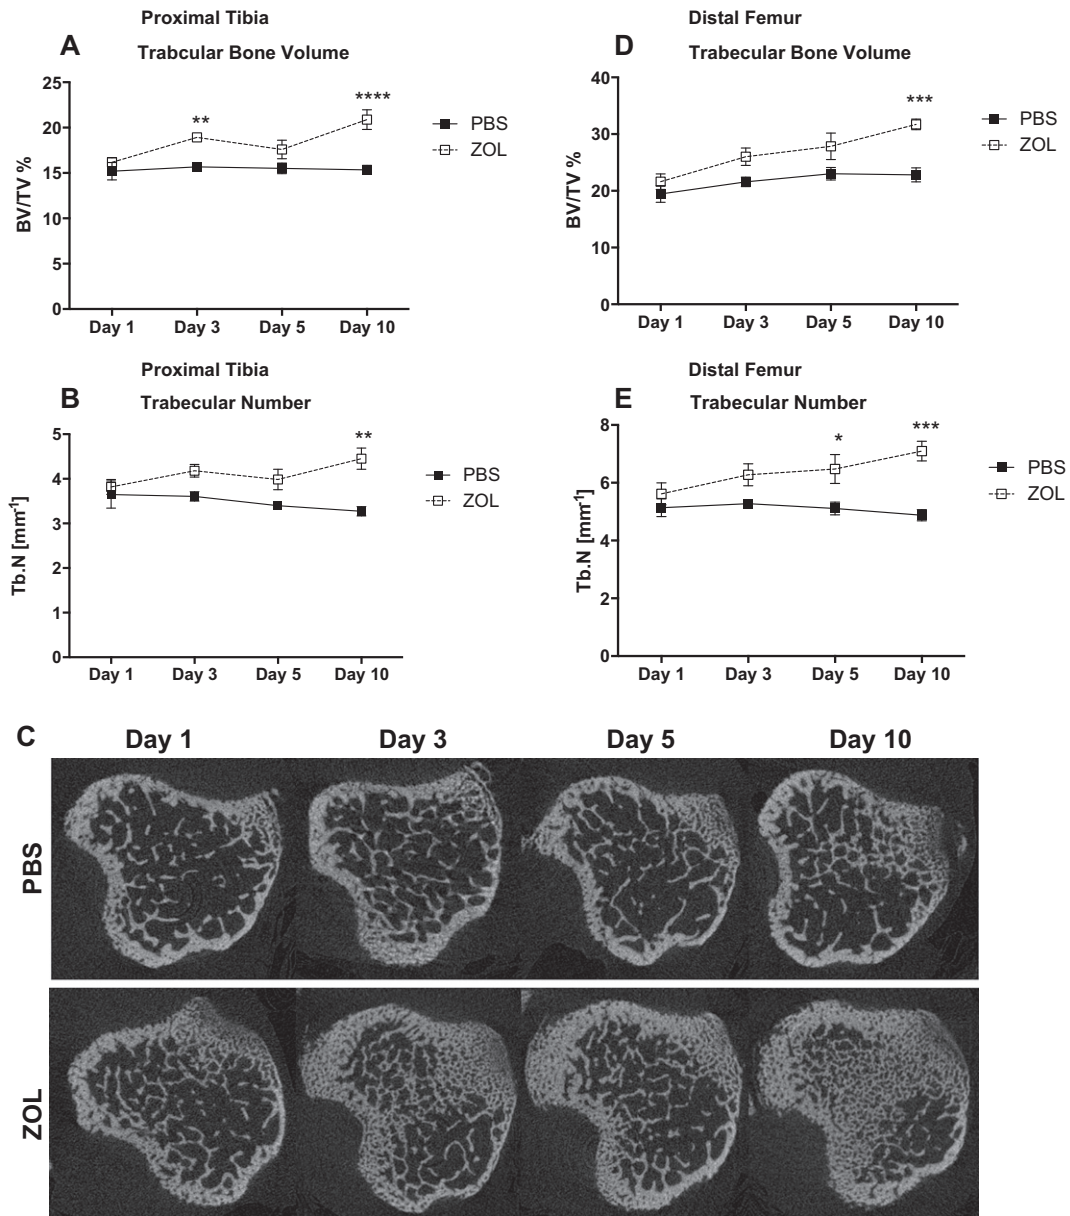 Proximal Tibia
A
Trabcular Bone Volume
25
20
15
10
5
0
BV/TV %
**
****
PBS
ZOL
Day 1 Day 3 Day 5 Day 10
Distal Femur
D
Trabecular Bone Volume
40
30
20
10
0
BV/TV %
***
PBS
ZOL
Day 1 Day 3 Day 5 Day 10
Proximal Tibia
B
Trabecular Number
5
4
3
2
1
0
Tb.N [mm-1]
**
PBS
ZOL
Day 1 Day 3 Day 5 Day 10
Distal Femur
E
Trabecular Number
8
6
4
2
0
Tb.N [mm-1]
*
***
PBS
ZOL
Day 1 Day 3 Day 5 Day 10
C
Day 1 Day 3 Day 5 Day 10
PBS
ZOL